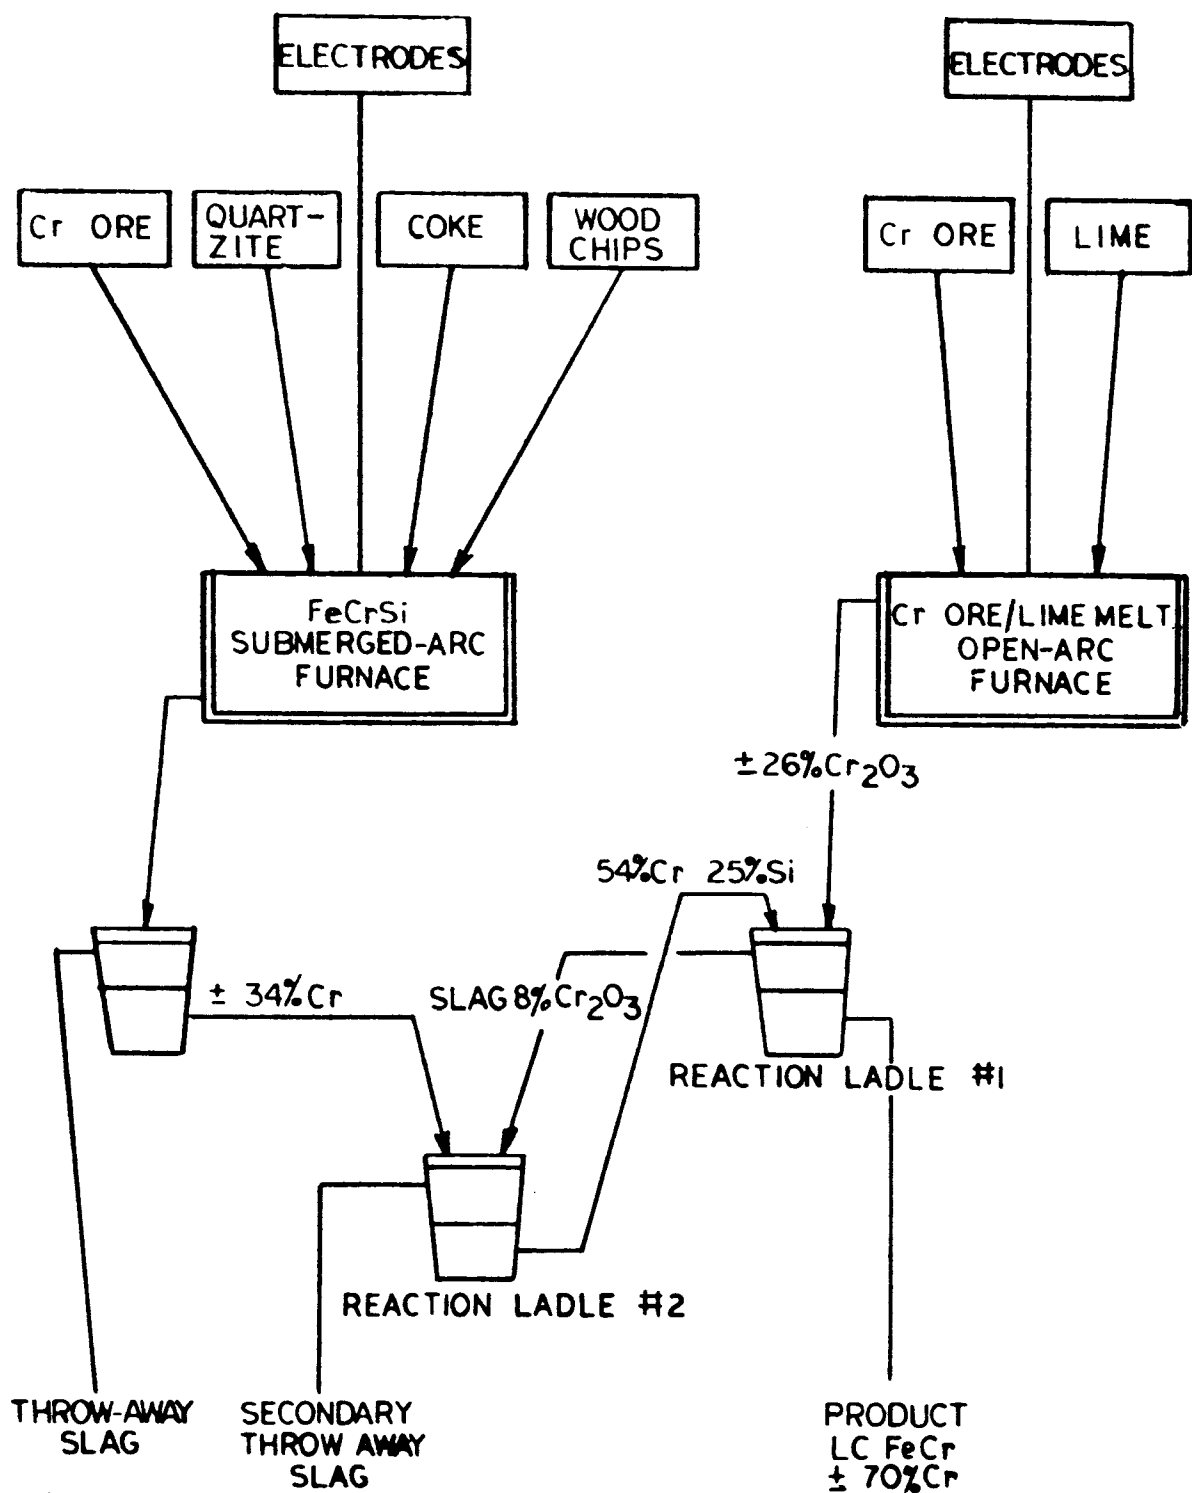 ELECTRODES
ELECTRODES
Cr ORE
QUART-
ZITE
COKE
WOOD
CHIPS
Cr ORE
LIME
FeCrSi
SUBMERGED-ARC
FURNACE
Cr ORE/LIME MELT
OPEN-ARC
FURNACE
± 26%Cr₂O₃
54%Cr 25%Si
± 34%Cr
SLAG 8%Cr₂O₃
REACTION LADLE #1
REACTION LADLE #2
THROW-AWAY
SLAG
SECONDARY
THROW AWAY
SLAG
PRODUCT
LC FeCr
± 70%Cr